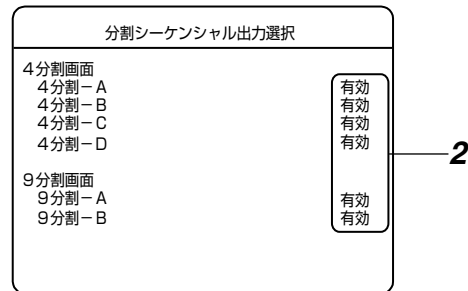 分割シーケンシャル出力選択
４分割画面
４分割－Ａ 有効
４分割－Ｂ 有効
４分割－Ｃ 有効
４分割－Ｄ 有効
2
９分割画面
９分割－Ａ 有効
９分割－Ｂ 有効